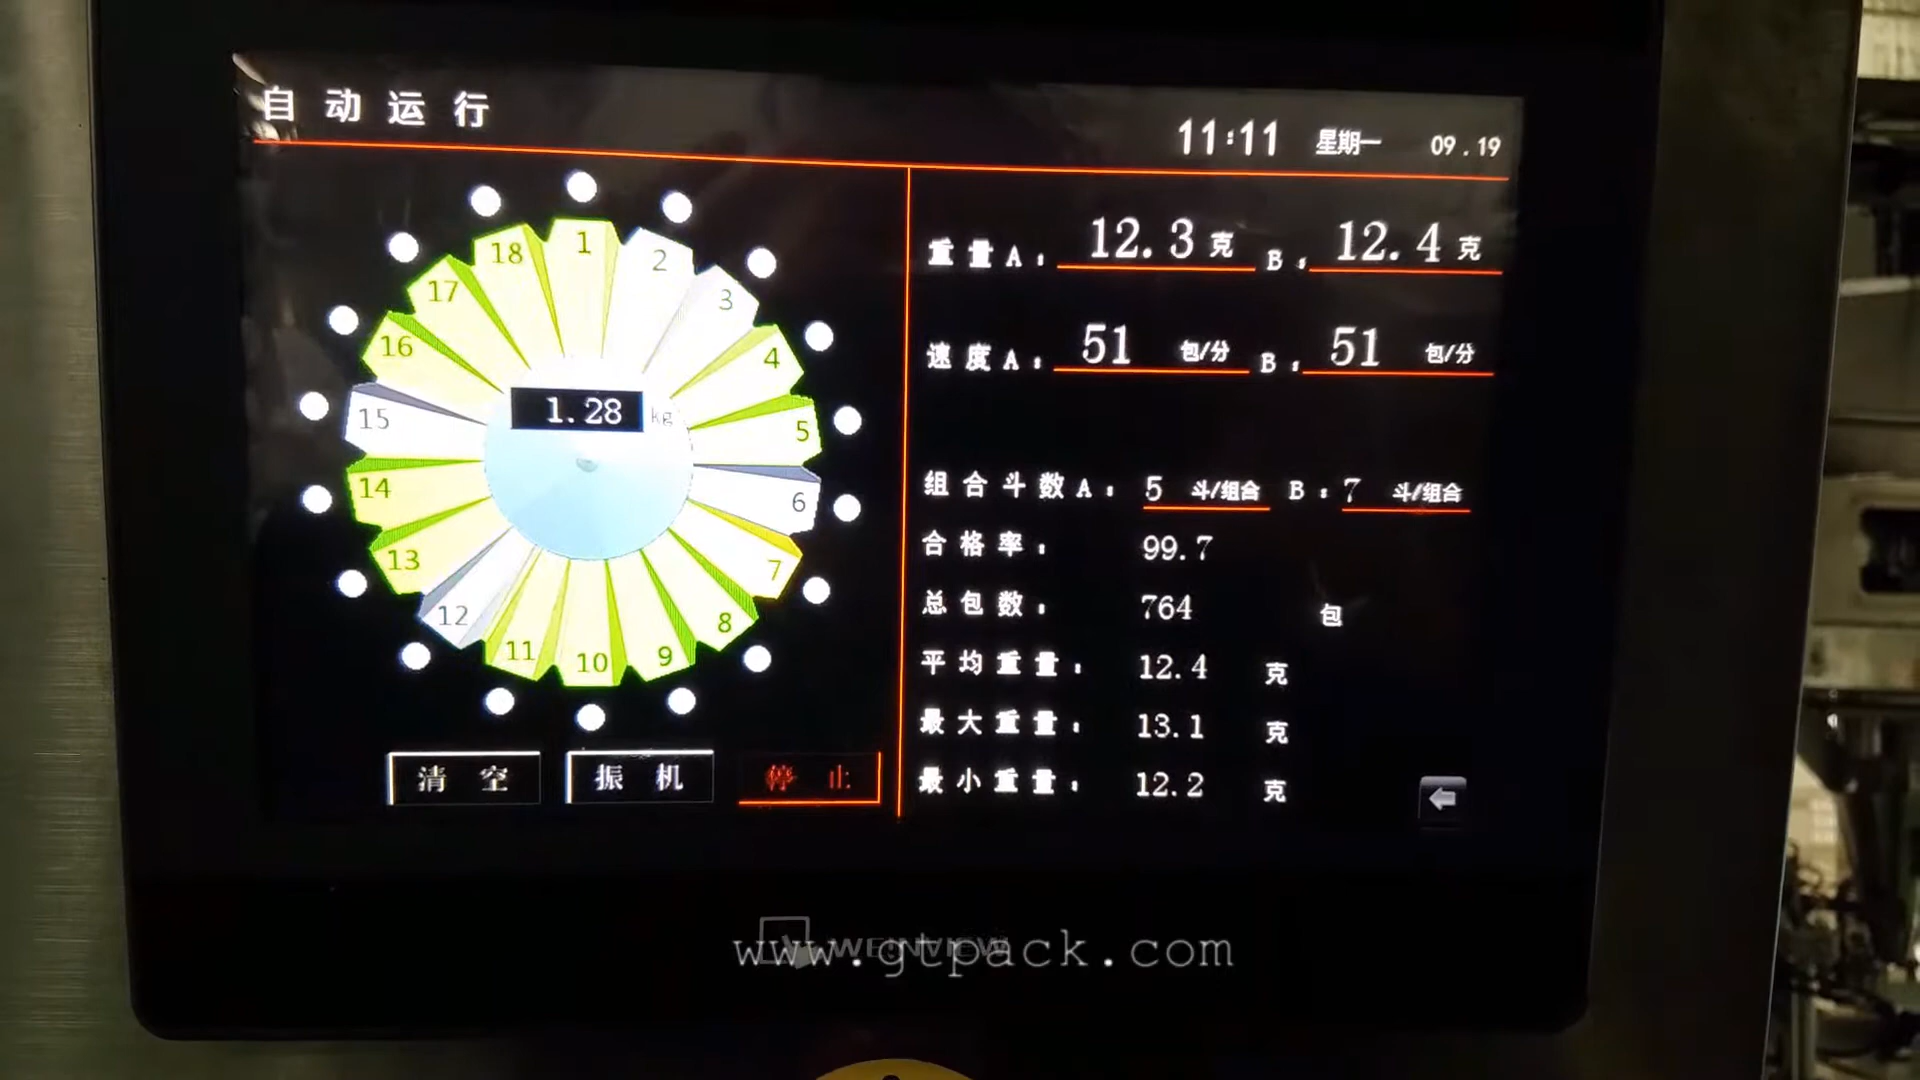 自动运行
11:11 星期一 09.19
1
2
3
4
5
6
7
8
9
10
11
12
13
14
15
16
17
18
1.28 kg
清空 振机 停止
重量A: 12.3 克 B: 12.4 克
速度A: 51 包/分 B: 51 包/分
组合斗数A: 5 斗/组合 B: 7 斗/组合
合格率: 99.7
总包数: 764 包
平均重量: 12.4 克
最大重量: 13.1 克
最小重量: 12.2 克
WEINVIEW
www.gtpack.com